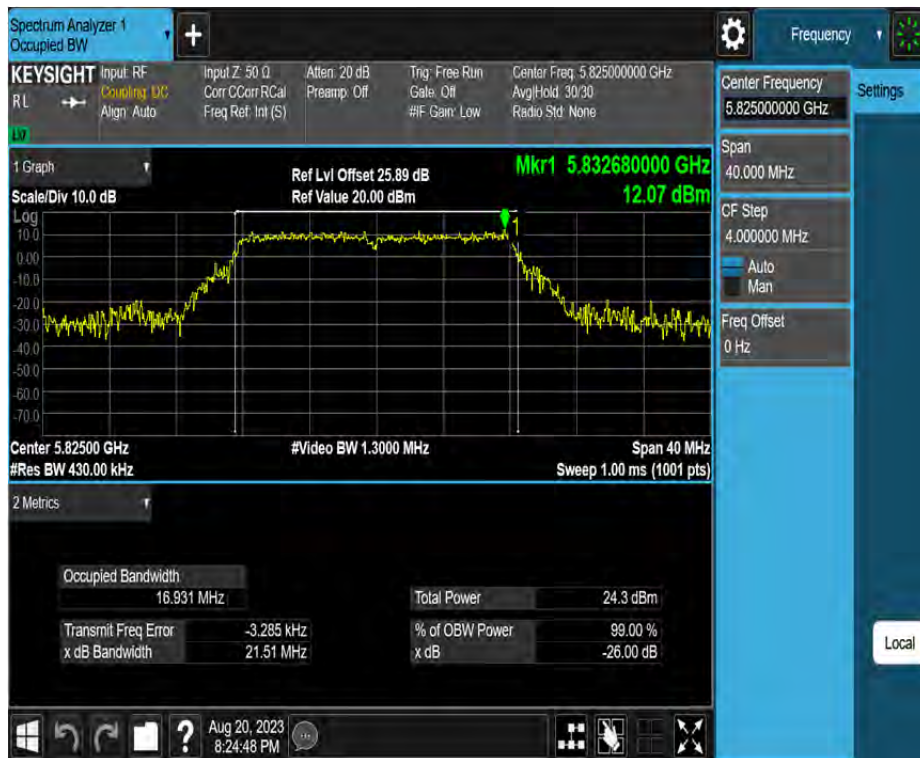 Spectrum Analyzer 1
Occupied BW
+
Frequency
KEYSIGHT
RL
Input: RF
Coupling: DC
Align: Auto
Input Z: 50 Ω
Corr CCorr RCal
Freq Ref: Int (S)
Atten: 20 dB
Preamp: Off
Trig: Free Run
Gate: Off
#IF Gain: Low
Center Freq: 5.825000000 GHz
Avg|Hold: 30/30
Radio Std: None
Center Frequency
5.825000000 GHz
Settings
Span
40.000 MHz
CF Step
4.000000 MHz
Auto
Man
Freq Offset
0 Hz
1 Graph
Scale/Div 10.0 dB
Ref Lvl Offset 25.89 dB
Ref Value 20.00 dBm
Mkr1 5.832680000 GHz
12.07 dBm
Log
10.0
0.00
-10.0
-20.0
-30.0
-40.0
-50.0
-60.0
-70.0
1
Center 5.82500 GHz
#Res BW 430.00 kHz
#Video BW 1.3000 MHz
Span 40 MHz
Sweep 1.00 ms (1001 pts)
2 Metrics
Occupied Bandwidth
16.931 MHz
Total Power 24.3 dBm
Transmit Freq Error -3.285 kHz
% of OBW Power 99.00 %
x dB Bandwidth 21.51 MHz
x dB -26.00 dB
Local
?
Aug 20, 2023
8:24:48 PM